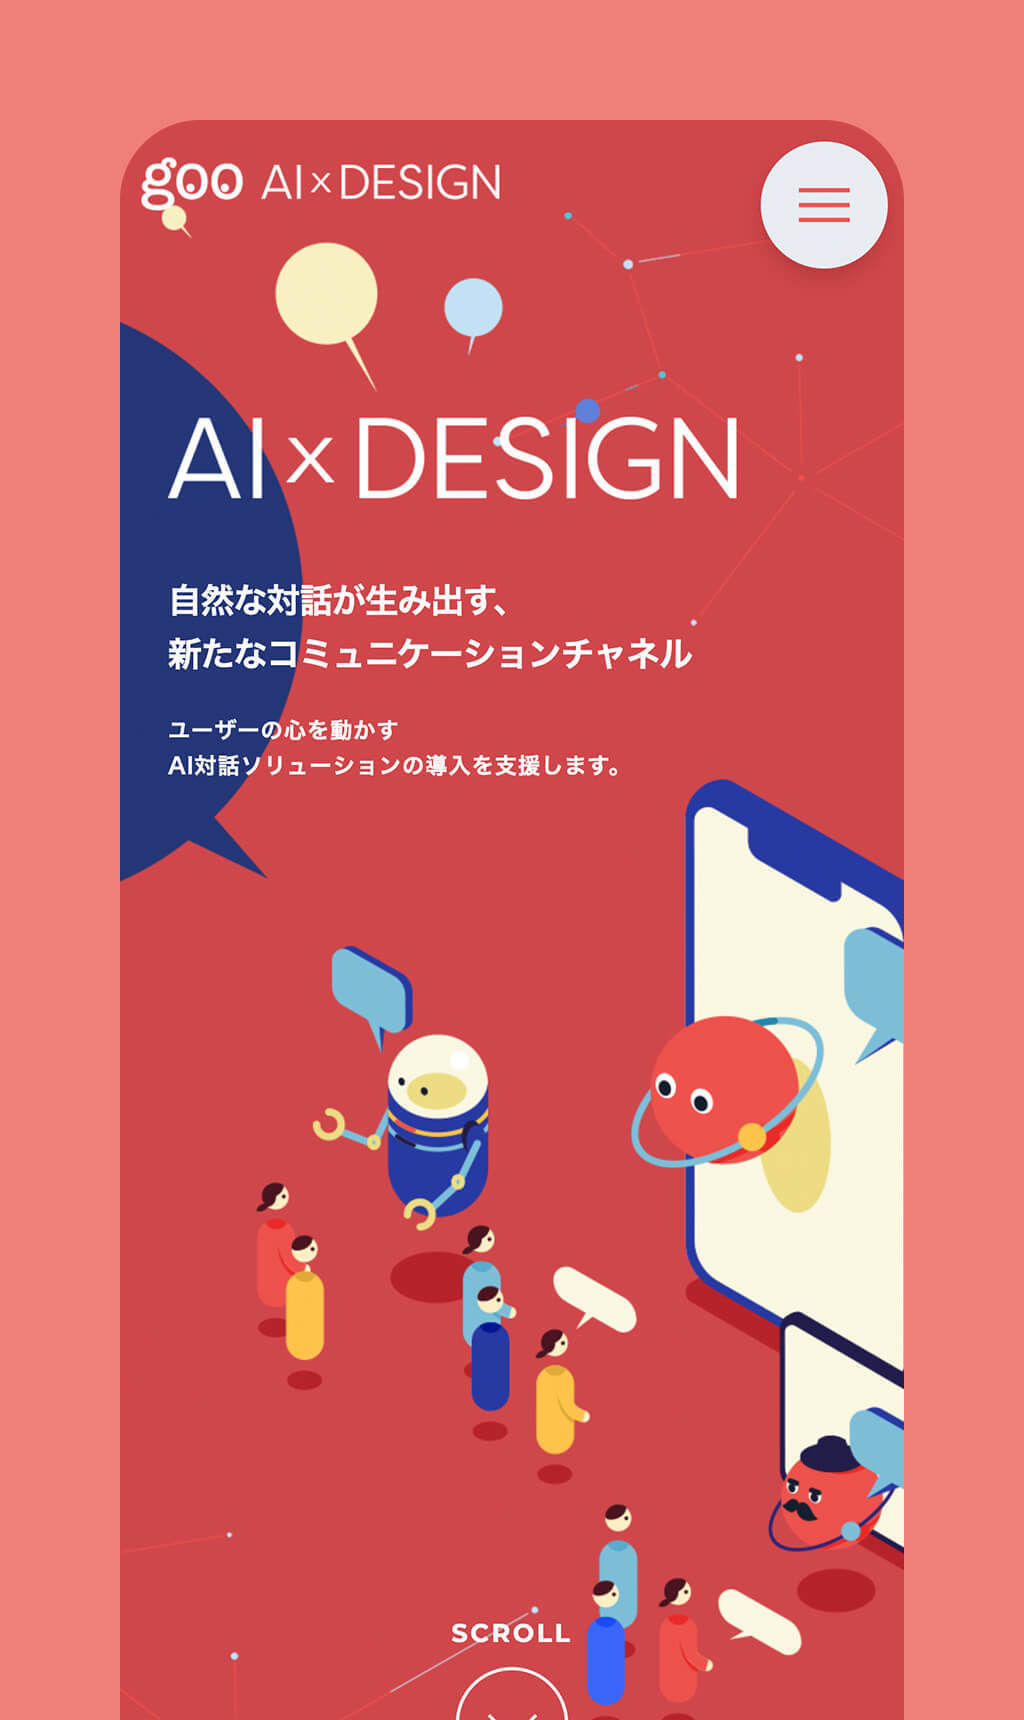 goo AI×DESIGN
AI×DESIGN
自然な対話が生み出す、
新たなコミュニケーションチャネル
ユーザーの心を動かす
AI対話ソリューションの導入を支援します。
SCROLL